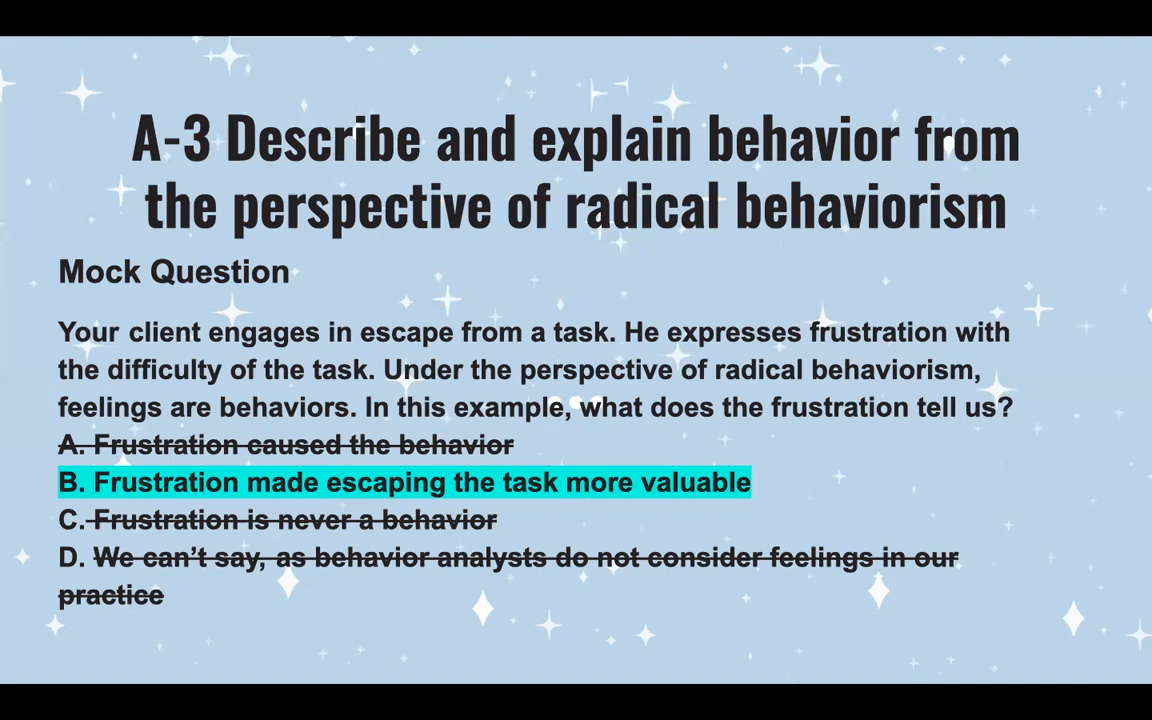 A-3 Describe and explain behavior from
the perspective of radical behaviorism
Mock Question
Your client engages in escape from a task. He expresses frustration with
the difficulty of the task. Under the perspective of radical behaviorism,
feelings are behaviors. In this example, what does the frustration tell us?
A. Frustration caused the behavior
B. Frustration made escaping the task more valuable
C. Frustration is never a behavior
D. We can’t say, as behavior analysts do not consider feelings in our
practice